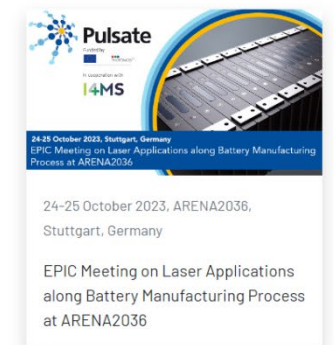 Pulsate
Funded by
In cooperation with
I4MS
24-25 October 2023, Stuttgart, Germany
EPIC Meeting on Laser Applications along Battery Manufacturing
Process at ARENA2036
24-25 October 2023, ARENA2036,
Stuttgart, Germany
EPIC Meeting on Laser Applications
along Battery Manufacturing Process
at ARENA2036